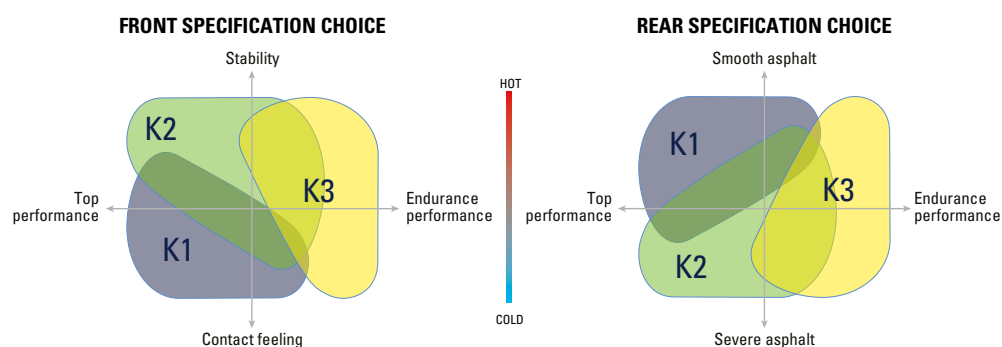 FRONT SPECIFICATION CHOICE
Stability
K2
K3
K1
Top
performance
Endurance
performance
Contact feeling
HOT
COLD
REAR SPECIFICATION CHOICE
Smooth asphalt
K1
K3
K2
Top
performance
Endurance
performance
Severe asphalt